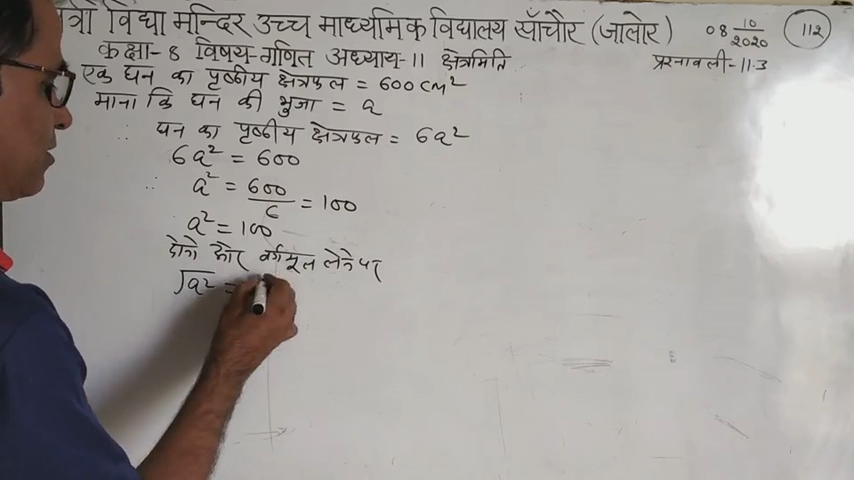 विद्या मन्दिर उच्च माध्यमिक विद्यालय साँचौर (जालोर) 08 10/2020 112
कक्षा-8 विषय-गणित अध्याय-11 क्षेत्रमिति प्रश्नावली-11.3
एक घन का पृष्ठीय क्षेत्रफल = 600 cm²
माना कि घन की भुजा = a
∴ घन का पृष्ठीय क्षेत्रफल = 6a²
6a² = 600
∴ a² = 600/6 = 100
a² = 100
दोनो ओर वर्गमूल लेने पर
√a² =